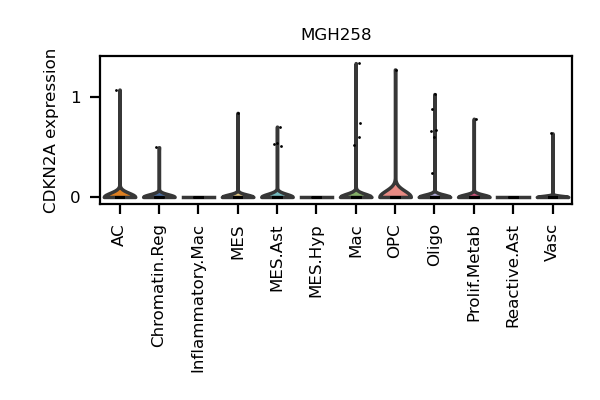 MGH258
CDKN2A expression
1
0
AC
Chromatin.Reg
Inflammatory.Mac
MES
MES.Ast
MES.Hyp
Mac
OPC
Oligo
Prolif.Metab
Reactive.Ast
Vasc